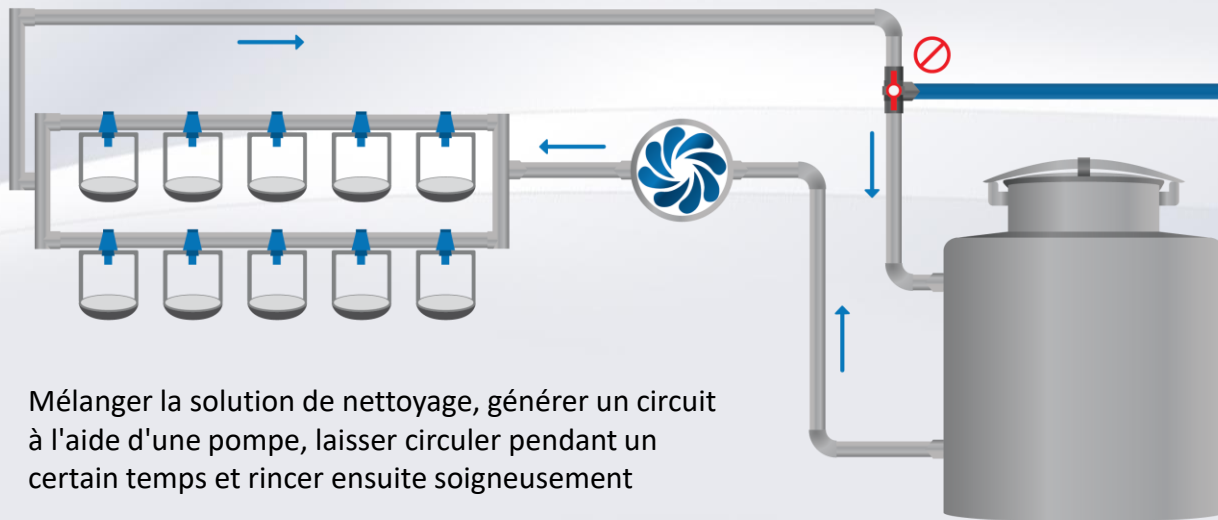 Mélanger la solution de nettoyage, générer un circuit
à l'aide d'une pompe, laisser circuler pendant un
certain temps et rincer ensuite soigneusement